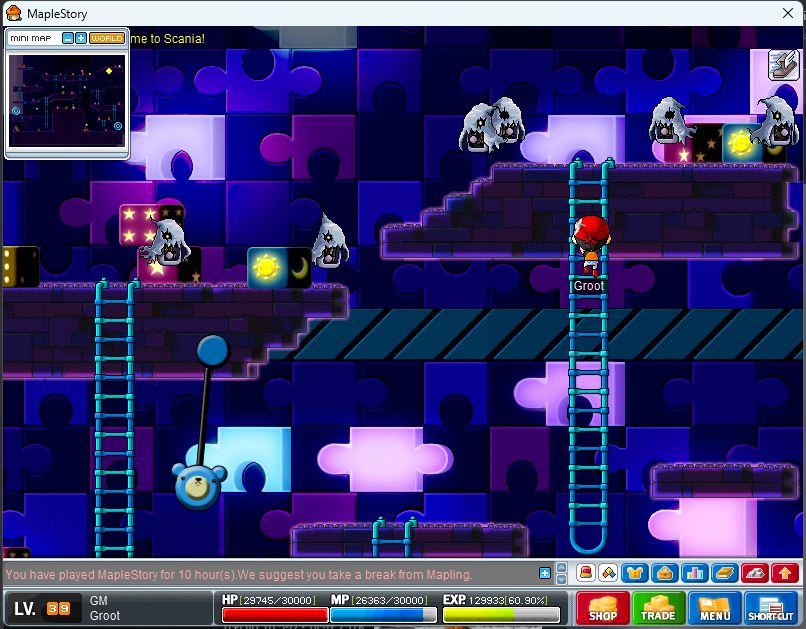 MapleStory
MINI MAP
WORLD
me to Scania!
Groot
You have played MapleStory for 10 hour(s).We suggest you take a break from Mapling.
LV. 39
GM
Groot
HP[29745/30000] MP[26363/30000] EXP 129933[60.90%]
SHOP
TRADE
MENU
SHORTCUT